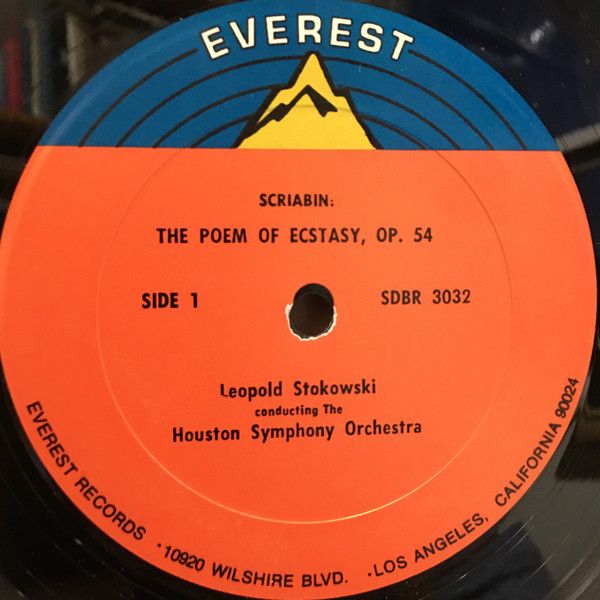 EVEREST
SCRIABIN:
THE POEM OF ECSTASY, OP. 54
SIDE 1
SDBR 3032
Leopold Stokowski
conducting The
Houston Symphony Orchestra
EVEREST RECORDS • 10920 WILSHIRE BLVD. • LOS ANGELES, CALIFORNIA 90024